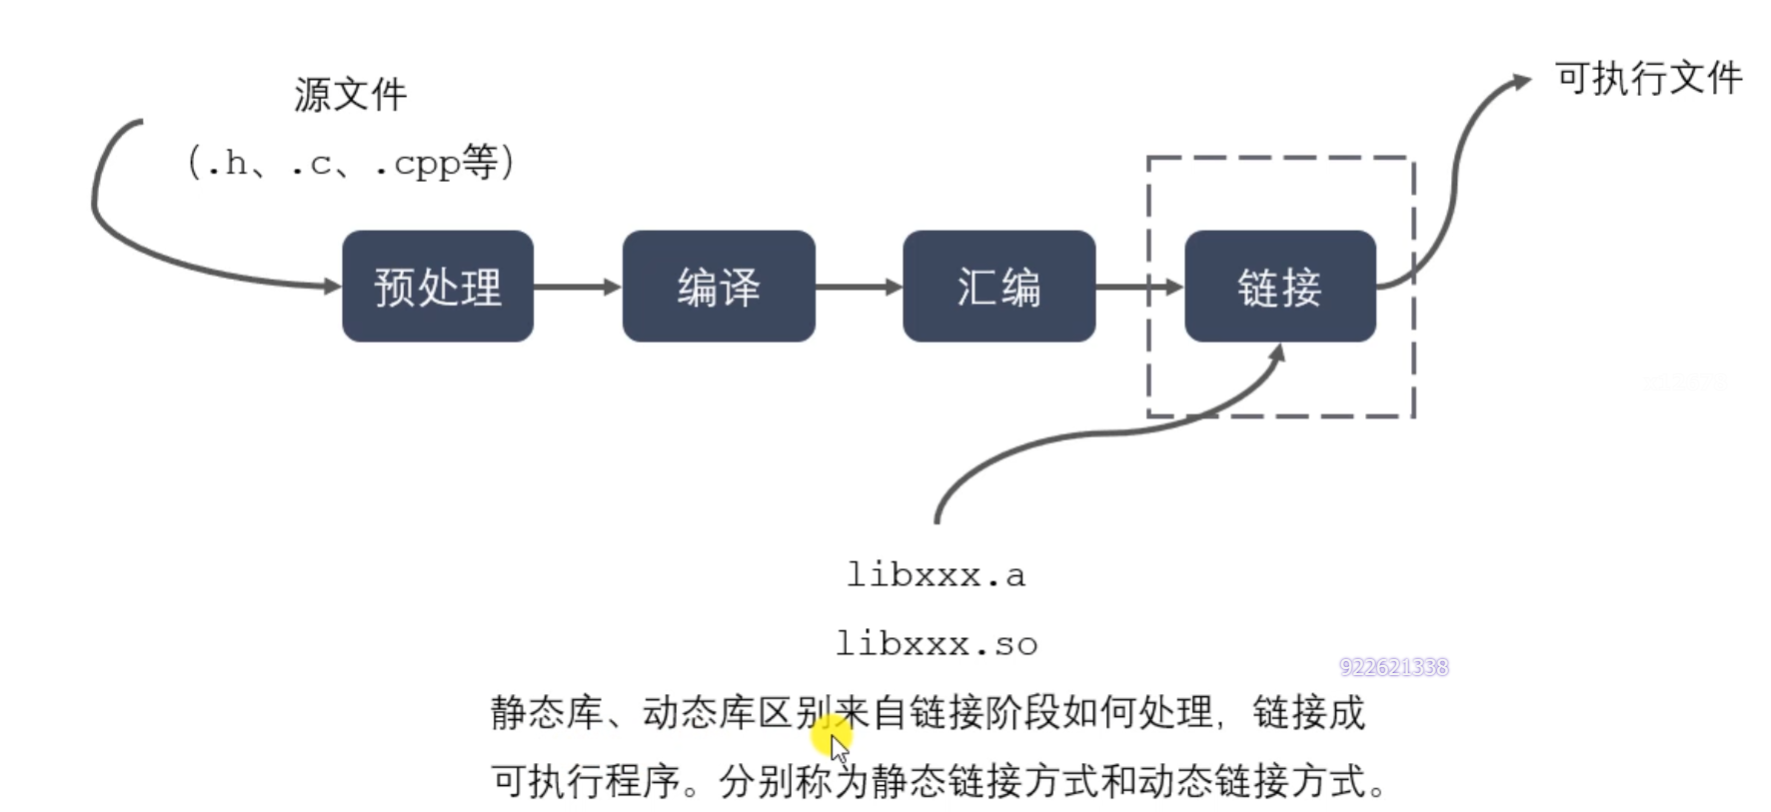 源文件
（.h、.c、.cpp等）
可执行文件
预处理
编译
汇编
链接
libxxx.a
libxxx.so
922621338
静态库、动态库区别来自链接阶段如何处理，链接成
可执行程序。分别称为静态链接方式和动态链接方式。